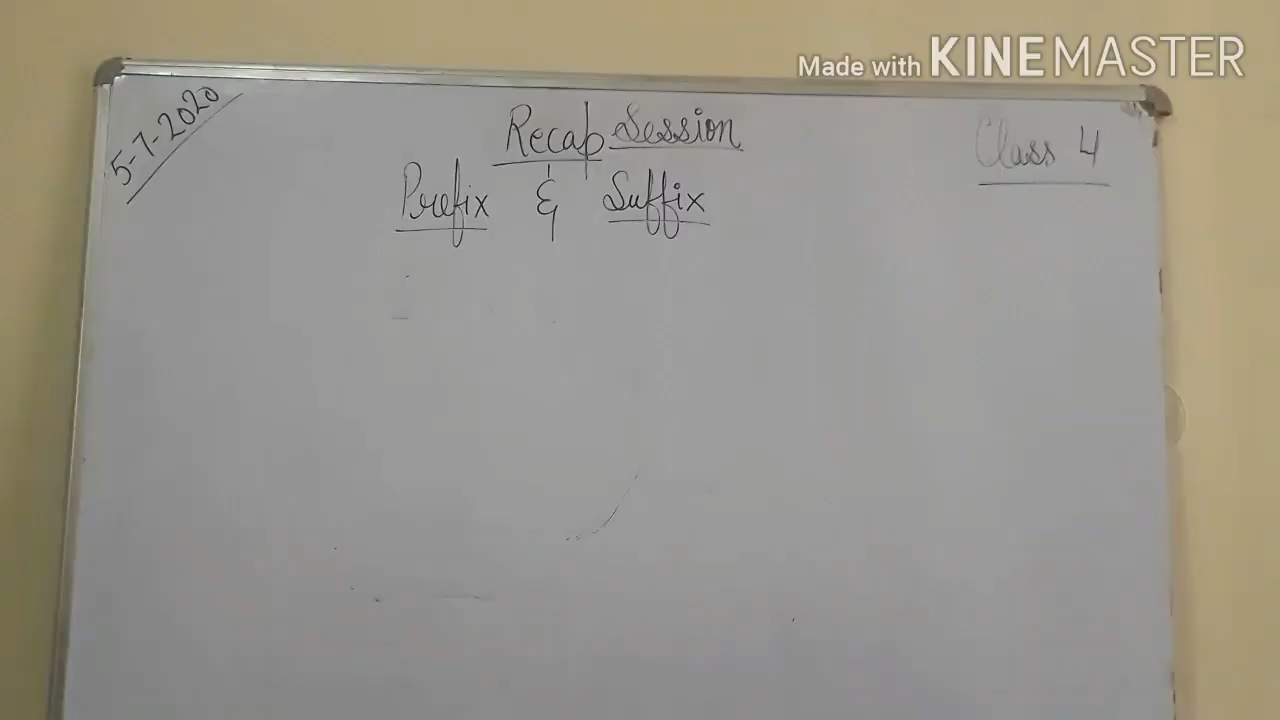 Made with KINEMASTER
5-7-2020
Recap Session
Class 4
Prefix & Suffix